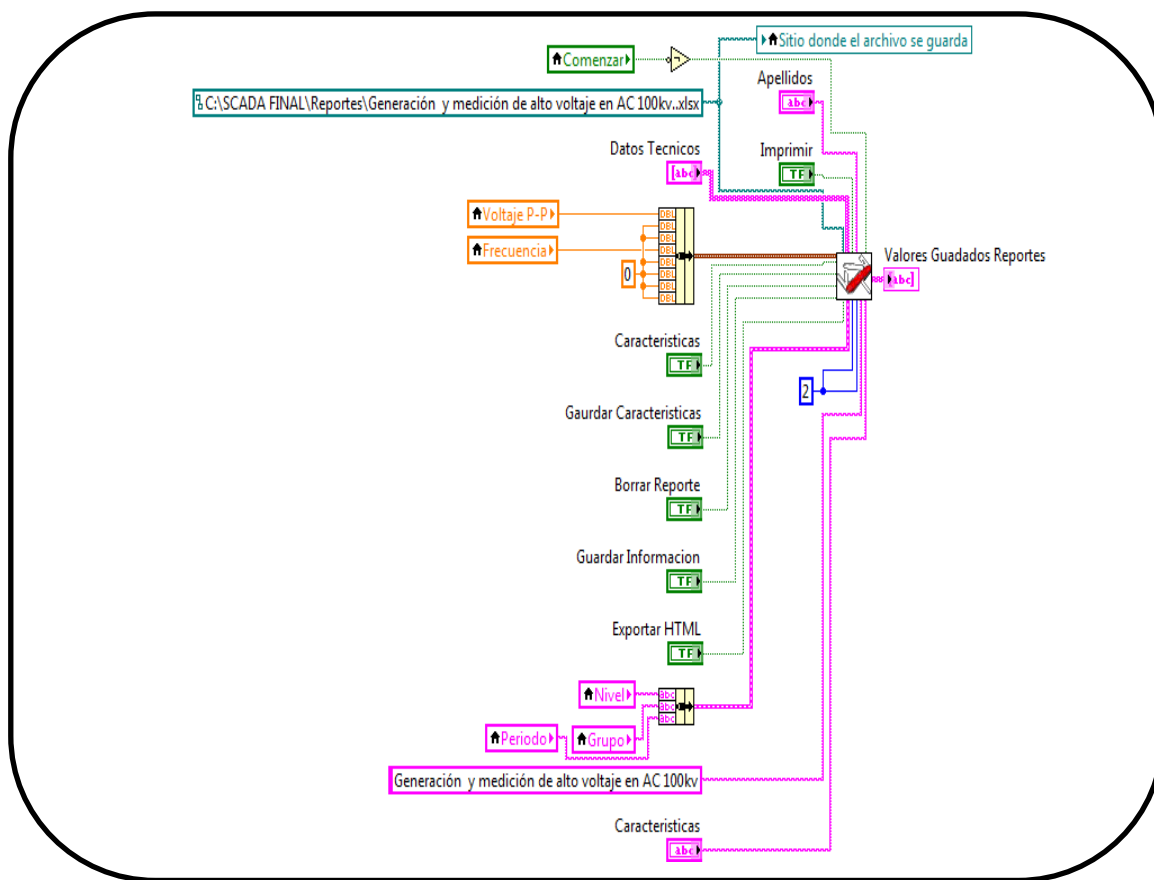 Sitio donde el archivo se guarda
Comenzar
Apellidos
abc
C:\SCADA FINAL\Reportes\Generación  y medición de alto voltaje en AC 100kv..xlsx
Datos Tecnicos
[abc]
Imprimir
TF
Voltaje P-P
Frecuencia
0
DBL
DBL
DBL
DBL
DBL
DBL
DBL
DBL
Valores Guadados Reportes
[abc]
Caracteristicas
TF
2
Gaurdar Caracteristicas
TF
Borrar Reporte
TF
Guardar Informacion
TF
Exportar HTML
TF
Nivel
abc
abc
abc
Periodo
Grupo
Generación  y medición de alto voltaje en AC 100kv
Caracteristicas
abc